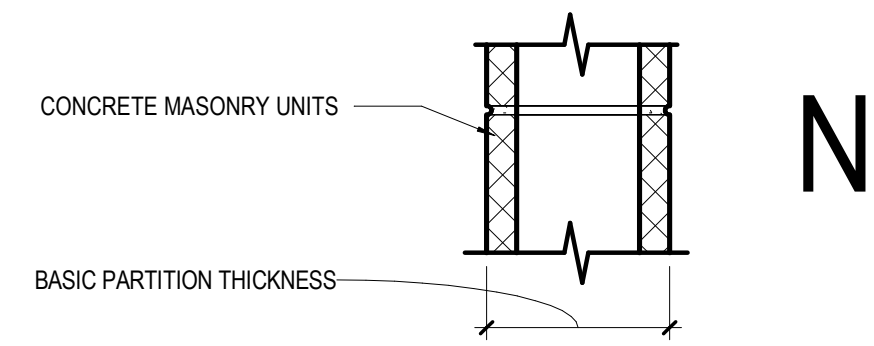 CONCRETE MASONRY UNITS
N
BASIC PARTITION THICKNESS